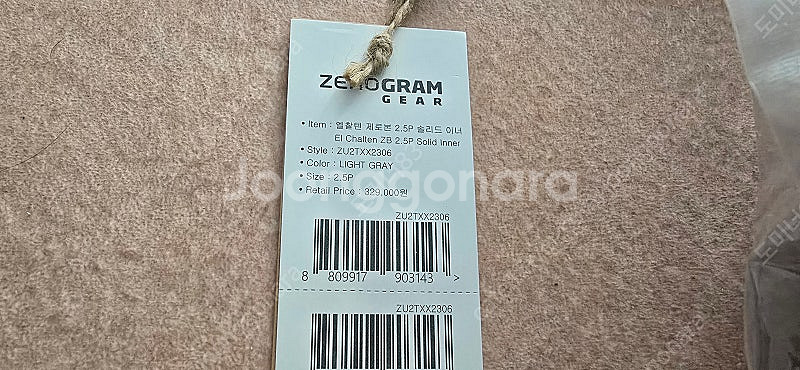 ZEROGRAM
GEAR
• Item : 엘찰텐 제로본 2.5P 솔리드 이너
El Chalten ZB 2.5P Solid Inner
• Style : ZU2TXX2306
• Color : LIGHT GRAY
• Size : 2.5P
• Retail Price : 329,000원
Joonggonara
ZU2TXX2306
8 809917 903143 >
ZU2TXX2306